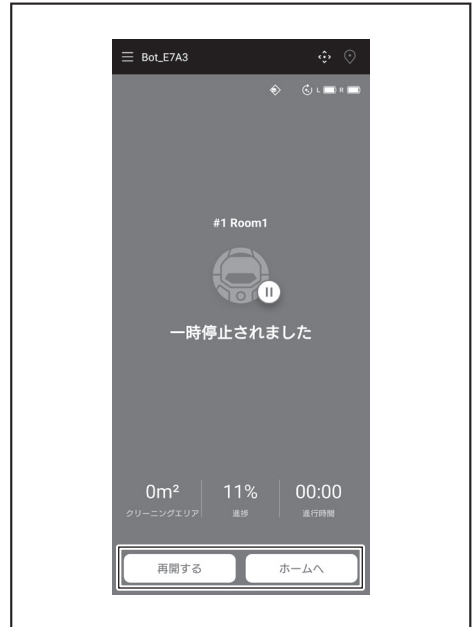 Bot_E7A3
L R
#1 Room1
一時停止されました
0m² 11% 00:00
クリーニングエリア 進捗 進行時間
再開する ホームへ